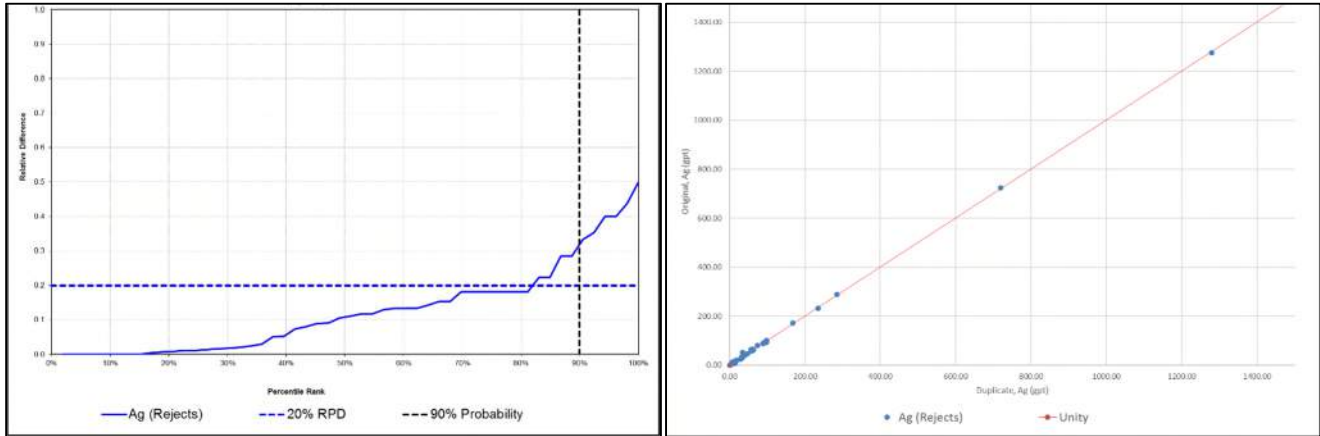 1.0
0.9
0.8
0.7
0.6
0.5
0.4
0.3
0.2
0.1
0.0
Relative Difference
0% 10% 20% 30% 40% 50% 60% 70% 80% 90% 100%
Percentile Rank
Ag (Rejects) 20% RPD 90% Probability
1400.00
1200.00
1000.00
800.00
600.00
400.00
200.00
0.00
Original, Ag (gpt)
0.00 200.00 400.00 600.00 800.00 1000.00 1200.00 1400.00
Duplicate, Ag (gpt)
Ag (Rejects) Unity